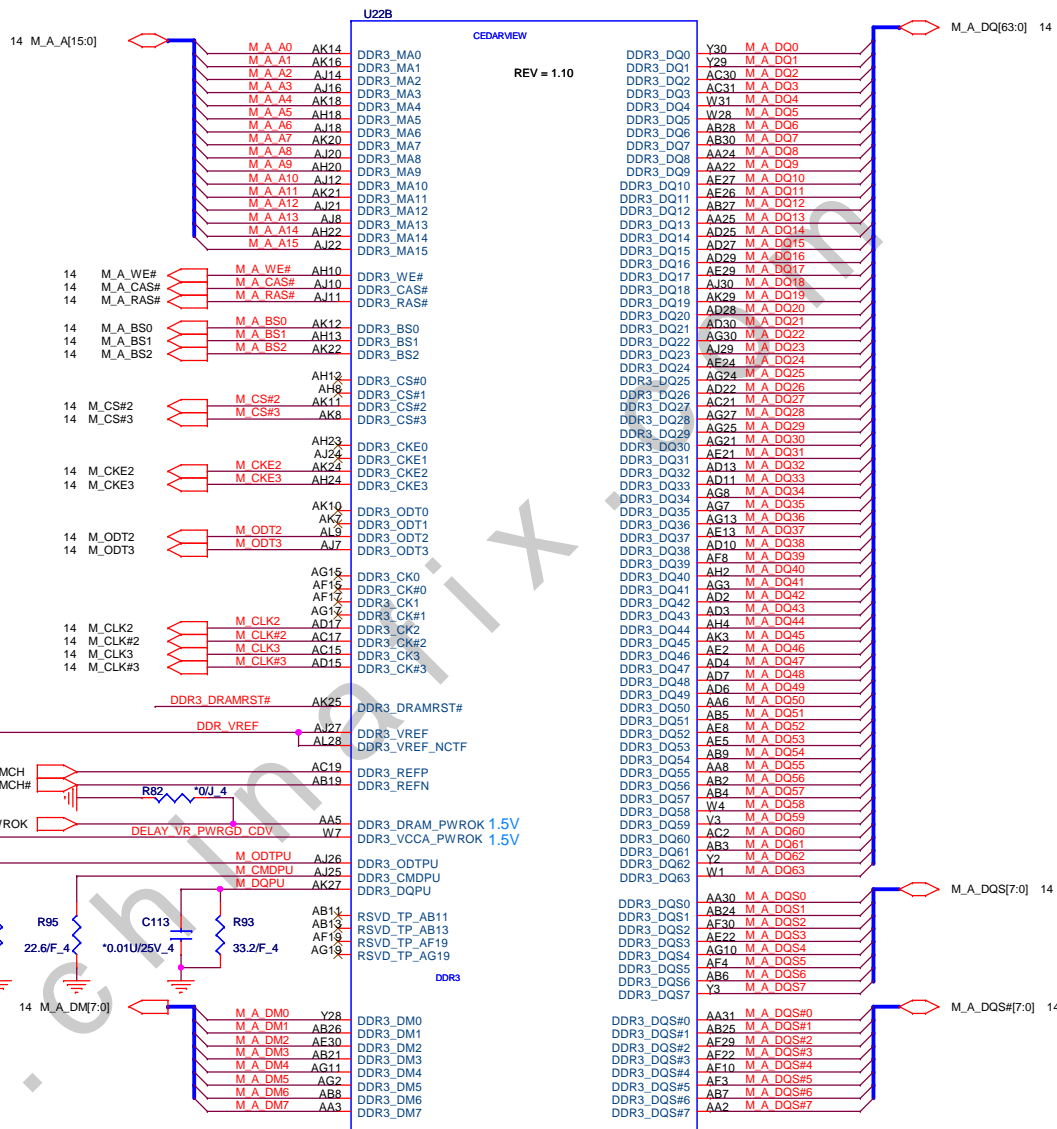 U22B
CEDARVIEW
REV = 1.10
14 M_A_A[15:0]
M_A_A0 AK14 DDR3_MA0
M_A_A1 AK16 DDR3_MA1
M_A_A2 AJ14 DDR3_MA2
M_A_A3 AJ16 DDR3_MA3
M_A_A4 AK18 DDR3_MA4
M_A_A5 AH18 DDR3_MA5
M_A_A6 AJ18 DDR3_MA6
M_A_A7 AK20 DDR3_MA7
M_A_A8 AJ20 DDR3_MA8
M_A_A9 AH20 DDR3_MA9
M_A_A10 AJ12 DDR3_MA10
M_A_A11 AK21 DDR3_MA11
M_A_A12 AJ21 DDR3_MA12
M_A_A13 AJ8 DDR3_MA13
M_A_A14 AH22 DDR3_MA14
M_A_A15 AJ22 DDR3_MA15
14 M_A_WE# M_A_WE# AH10 DDR3_WE#
14 M_A_CAS# M_A_CAS# AJ10 DDR3_CAS#
14 M_A_RAS# M_A_RAS# AJ11 DDR3_RAS#
14 M_A_BS0 M_A_BS0 AK12 DDR3_BS0
14 M_A_BS1 M_A_BS1 AH13 DDR3_BS1
14 M_A_BS2 M_A_BS2 AK22 DDR3_BS2
AH12 DDR3_CS#0
AH8 DDR3_CS#1
14 M_CS#2 M_CS#2 AK11 DDR3_CS#2
14 M_CS#3 M_CS#3 AK8 DDR3_CS#3
AH23 DDR3_CKE0
AJ24 DDR3_CKE1
14 M_CKE2 M_CKE2 AK24 DDR3_CKE2
14 M_CKE3 M_CKE3 AH24 DDR3_CKE3
AK10 DDR3_ODT0
AK7 DDR3_ODT1
14 M_ODT2 M_ODT2 AL9 DDR3_ODT2
14 M_ODT3 M_ODT3 AJ7 DDR3_ODT3
AG15 DDR3_CK0
AF15 DDR3_CK#0
AF17 DDR3_CK1
AG17 DDR3_CK#1
14 M_CLK2 M_CLK2 AD17 DDR3_CK2
14 M_CLK#2 M_CLK#2 AC17 DDR3_CK#2
14 M_CLK3 M_CLK3 AC15 DDR3_CK3
14 M_CLK#3 M_CLK#3 AD15 DDR3_CK#3
DDR3_DRAMRST# AK25 DDR3_DRAMRST#
DDR_VREF AJ27 DDR3_VREF
AL28 DDR3_VREF_NCTF
MCH AC19 DDR3_REFP
MCH# AB19 DDR3_REFN
R82 *0/J_4
WROK AA5 DDR3_DRAM_PWROK 1.5V
DELAY_VR_PWRGD_CDV W7 DDR3_VCCA_PWROK 1.5V
M_ODTPU AJ26 DDR3_ODTPU
M_CMDPU AJ25 DDR3_CMDPU
M_DQPU AK27 DDR3_DQPU
R95 C113 R93
22.6/F_4 *0.01U/25V_4 33.2/F_4
AB11 RSVD_TP_AB11
AB13 RSVD_TP_AB13
AF19 RSVD_TP_AF19
AG19 RSVD_TP_AG19
DDR3
14 M_A_DM[7:0]
M_A_DM0 Y28 DDR3_DM0
M_A_DM1 AB26 DDR3_DM1
M_A_DM2 AE30 DDR3_DM2
M_A_DM3 AB21 DDR3_DM3
M_A_DM4 AG11 DDR3_DM4
M_A_DM5 AG2 DDR3_DM5
M_A_DM6 AB8 DDR3_DM6
M_A_DM7 AA3 DDR3_DM7
M_A_DQ[63:0] 14
DDR3_DQ0 Y30 M_A_DQ0
DDR3_DQ1 Y29 M_A_DQ1
DDR3_DQ2 AC30 M_A_DQ2
DDR3_DQ3 AC31 M_A_DQ3
DDR3_DQ4 W31 M_A_DQ4
DDR3_DQ5 W28 M_A_DQ5
DDR3_DQ6 AB28 M_A_DQ6
DDR3_DQ7 AB30 M_A_DQ7
DDR3_DQ8 AA24 M_A_DQ8
DDR3_DQ9 AA22 M_A_DQ9
DDR3_DQ10 AE27 M_A_DQ10
DDR3_DQ11 AE26 M_A_DQ11
DDR3_DQ12 AB27 M_A_DQ12
DDR3_DQ13 AA25 M_A_DQ13
DDR3_DQ14 AD25 M_A_DQ14
DDR3_DQ15 AD27 M_A_DQ15
DDR3_DQ16 AD29 M_A_DQ16
DDR3_DQ17 AE29 M_A_DQ17
DDR3_DQ18 AJ30 M_A_DQ18
DDR3_DQ19 AK29 M_A_DQ19
DDR3_DQ20 AD28 M_A_DQ20
DDR3_DQ21 AD30 M_A_DQ21
DDR3_DQ22 AG30 M_A_DQ22
DDR3_DQ23 AJ29 M_A_DQ23
DDR3_DQ24 AE24 M_A_DQ24
DDR3_DQ25 AG24 M_A_DQ25
DDR3_DQ26 AD22 M_A_DQ26
DDR3_DQ27 AC21 M_A_DQ27
DDR3_DQ28 AG27 M_A_DQ28
DDR3_DQ29 AG25 M_A_DQ29
DDR3_DQ30 AG21 M_A_DQ30
DDR3_DQ31 AE21 M_A_DQ31
DDR3_DQ32 AD13 M_A_DQ32
DDR3_DQ33 AD11 M_A_DQ33
DDR3_DQ34 AG8 M_A_DQ34
DDR3_DQ35 AG7 M_A_DQ35
DDR3_DQ36 AG13 M_A_DQ36
DDR3_DQ37 AE13 M_A_DQ37
DDR3_DQ38 AD10 M_A_DQ38
DDR3_DQ39 AF8 M_A_DQ39
DDR3_DQ40 AH2 M_A_DQ40
DDR3_DQ41 AG3 M_A_DQ41
DDR3_DQ42 AD2 M_A_DQ42
DDR3_DQ43 AD3 M_A_DQ43
DDR3_DQ44 AH4 M_A_DQ44
DDR3_DQ45 AK3 M_A_DQ45
DDR3_DQ46 AE2 M_A_DQ46
DDR3_DQ47 AD4 M_A_DQ47
DDR3_DQ48 AD7 M_A_DQ48
DDR3_DQ49 AD6 M_A_DQ49
DDR3_DQ50 AA6 M_A_DQ50
DDR3_DQ51 AB5 M_A_DQ51
DDR3_DQ52 AE8 M_A_DQ52
DDR3_DQ53 AE5 M_A_DQ53
DDR3_DQ54 AB9 M_A_DQ54
DDR3_DQ55 AA8 M_A_DQ55
DDR3_DQ56 AB2 M_A_DQ56
DDR3_DQ57 AB4 M_A_DQ57
DDR3_DQ58 W4 M_A_DQ58
DDR3_DQ59 V3 M_A_DQ59
DDR3_DQ60 AC2 M_A_DQ60
DDR3_DQ61 AB3 M_A_DQ61
DDR3_DQ62 Y2 M_A_DQ62
DDR3_DQ63 W1 M_A_DQ63
M_A_DQS[7:0] 14
DDR3_DQS0 AA30 M_A_DQS0
DDR3_DQS1 AB24 M_A_DQS1
DDR3_DQS2 AF30 M_A_DQS2
DDR3_DQS3 AE22 M_A_DQS3
DDR3_DQS4 AG10 M_A_DQS4
DDR3_DQS5 AF4 M_A_DQS5
DDR3_DQS6 AB6 M_A_DQS6
DDR3_DQS7 Y3 M_A_DQS7
M_A_DQS#[7:0] 14
DDR3_DQS#0 AA31 M_A_DQS#0
DDR3_DQS#1 AB25 M_A_DQS#1
DDR3_DQS#2 AF29 M_A_DQS#2
DDR3_DQS#3 AF22 M_A_DQS#3
DDR3_DQS#4 AF10 M_A_DQS#4
DDR3_DQS#5 AF3 M_A_DQS#5
DDR3_DQS#6 AB7 M_A_DQS#6
DDR3_DQS#7 AA2 M_A_DQS#7
.chinafix.com